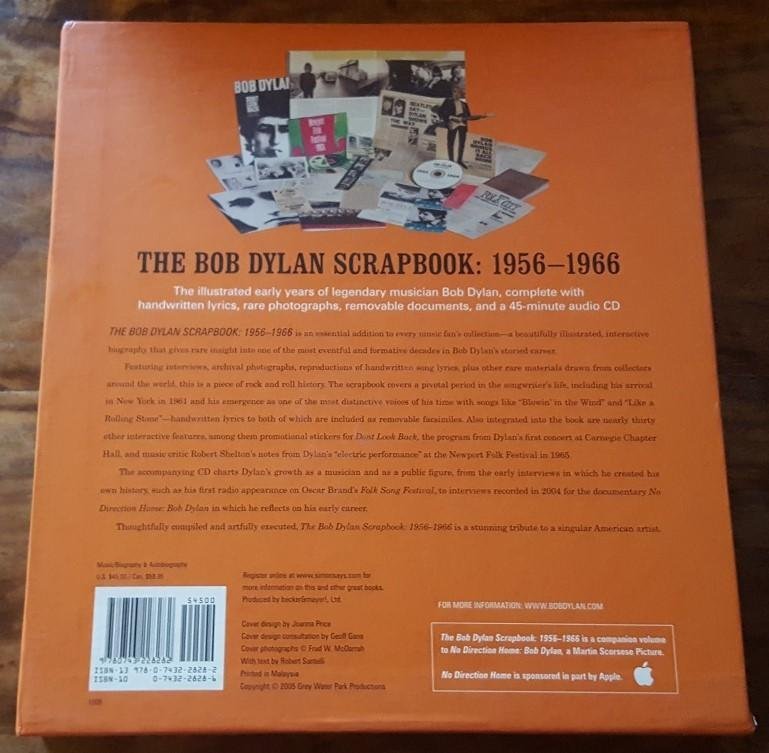 BOB DYLAN
THE BOB DYLAN SCRAPBOOK: 1956–1966
The illustrated early years of legendary musician Bob Dylan, complete with
handwritten lyrics, rare photographs, removable documents, and a 45-minute audio CD
THE BOB DYLAN SCRAPBOOK: 1956–1966 is an essential addition to every music fan's collection—a beautifully illustrated, interactive
biography that gives rare insight into one of the most eventful and formative decades in Bob Dylan's storied career.
Featuring interviews, archival photographs, reproductions of handwritten song lyrics, plus other rare materials drawn from collectors
around the world, this is a piece of rock and roll history. The scrapbook covers a pivotal period in the songwriter's life, including his arrival
in New York in 1961 and his emergence as one of the most distinctive voices of his time with songs like "Blowin' in the Wind" and "Like a
Rolling Stone"—handwritten lyrics to both of which are included as removable facsimiles. Also integrated into the book are nearly thirty
other interactive features, among them promotional stickers for Dont Look Back, the program from Dylan's first concert at Carnegie Chapter
Hall, and music critic Robert Shelton's notes from Dylan's "electric performance" at the Newport Folk Festival in 1965.
The accompanying CD charts Dylan's growth as a musician and as a public figure, from the early interviews in which he created his
own history, such as his first radio appearance on Oscar Brand's Folk Song Festival, to interviews recorded in 2004 for the documentary No
Direction Home: Bob Dylan in which he reflects on his early career.
Thoughtfully compiled and artfully executed, The Bob Dylan Scrapbook: 1956–1966 is a stunning tribute to a singular American artist.
Music/Biography & Autobiography
U.S. $45.00 / Can.
54500
9 780743 228282
ISBN-13 978-0-7432-2828-2
ISBN-10 0-7432-2828-6
Register online at www.simonsays.com for
more information on this and other great books.
Produced by becker&mayer!, Ltd.
Cover design by Joanna Price
Cover design consultation by Geoff Gans
Cover photographs © Fred W. McDarrah
With text by Robert Santelli
Printed in Malaysia
Copyright © 2005 Grey Water Park Productions
FOR MORE INFORMATION: WWW.BOBDYLAN.COM
The Bob Dylan Scrapbook: 1956–1966 is a companion volume
to No Direction Home: Bob Dylan, a Martin Scorsese Picture.
No Direction Home is sponsored in part by Apple.